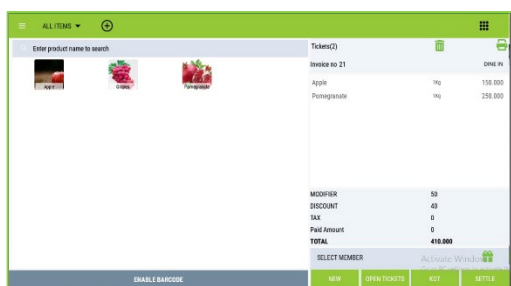 ALL ITEMS
Enter product name to search
Apple
Grapes
Pomegranate
Tickets(2)
Invoice no 21 DINE IN
Apple 1Kg 150.000
Pomegranate 1Kg 250.000
MODIFIER 50
DISCOUNT 40
TAX 0
Paid Amount 0
TOTAL 410.000
SELECT MEMBER
Activate Windows
ENABLE BARCODE
NEW
OPEN TICKETS
KOT
SETTLE